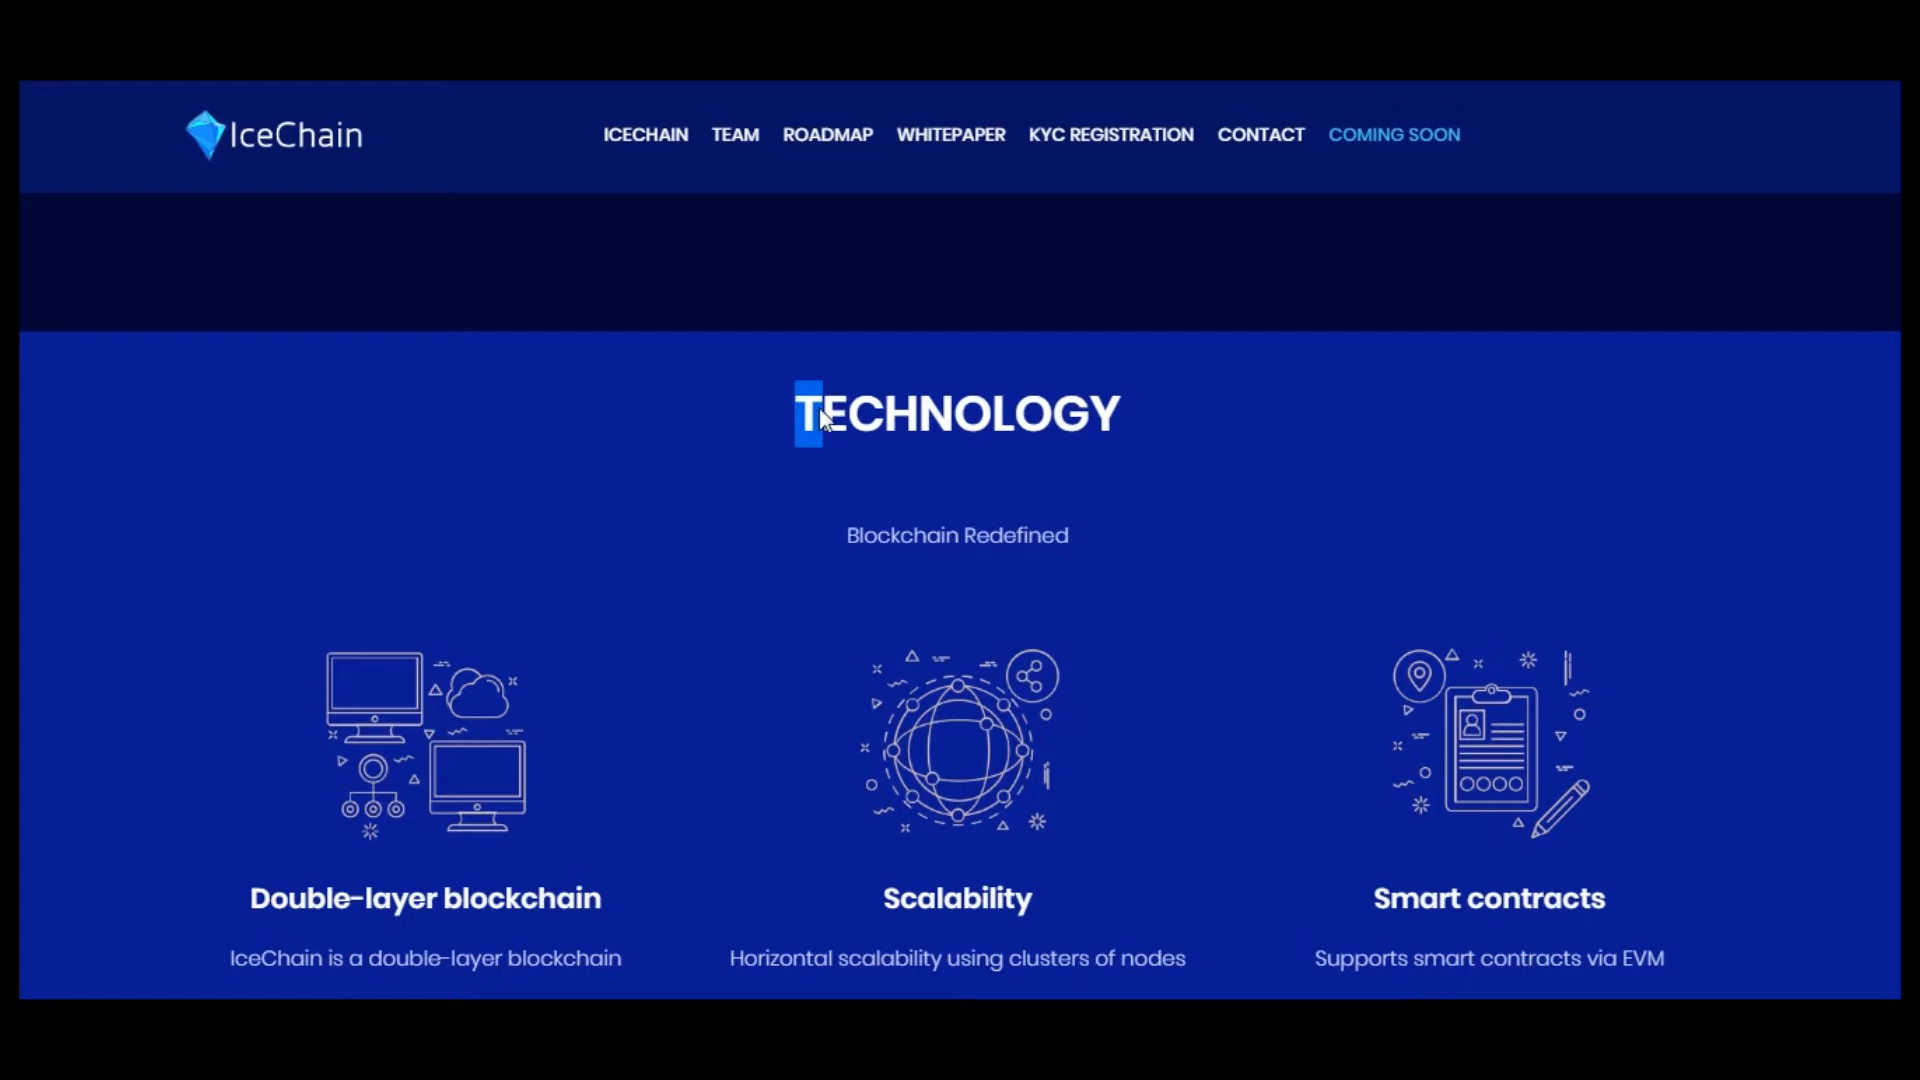 IceChain
ICECHAIN TEAM ROADMAP WHITEPAPER KYC REGISTRATION CONTACT COMING SOON
TECHNOLOGY
Blockchain Redefined
Double-layer blockchain
IceChain is a double-layer blockchain
Scalability
Horizontal scalability using clusters of nodes
Smart contracts
Supports smart contracts via EVM